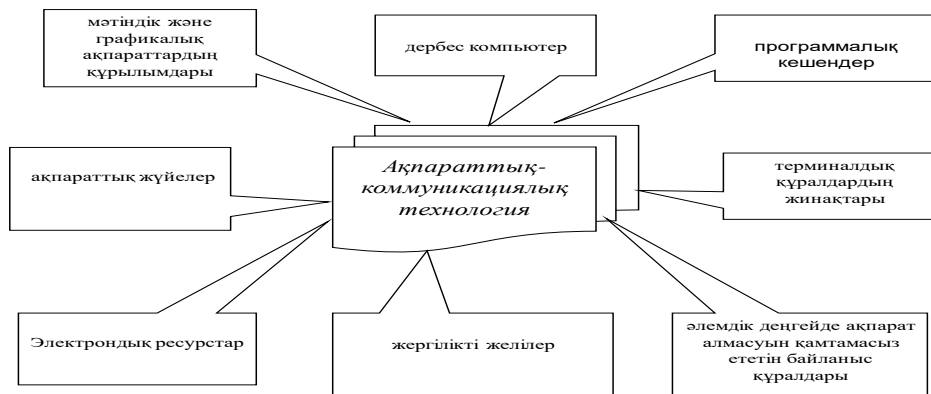 мәтіндік және
графикалық
ақпараттардың
құрылымдары
дербес компьютер
программалық
кешендер
ақпараттық жүйелер
Ақпараттық-
коммуникациялық
технология
терминалдық
құралдардың
жинақтары
Электрондық ресурстар
жергілікті желілер
әлемдік деңгейде ақпарат
алмасуын қамтамасыз
ететін байланыс
құралдары